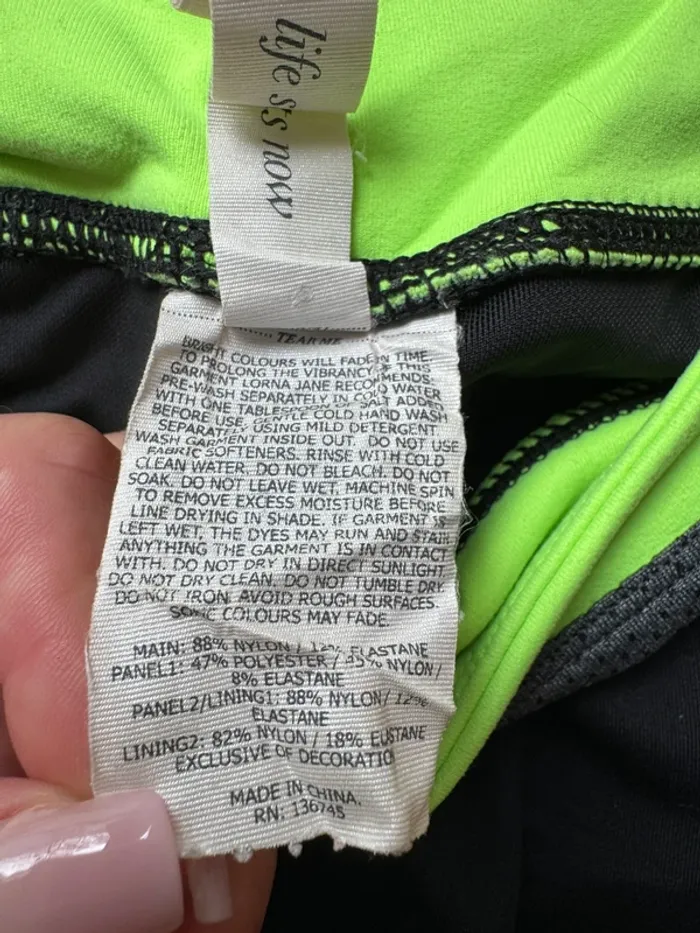 life is now
TEAR ME
COLOURS WILL FADE IN TIME.
TO PROLONG THE VIBRANCY OF THIS
GARMENT LORNA JANE RECOMMENDS:
PRE-WASH SEPARATELY IN COLD WATER
WITH ONE SALT ADDED
BEFORE USE. COLD HAND WASH
SEPARATELY USING MILD DETERGENT
WASH GARMENT INSIDE OUT. DO NOT USE
FABRIC SOFTENERS. RINSE WITH COLD
CLEAN WATER. DO NOT BLEACH. DO NOT
SOAK. DO NOT LEAVE WET. MACHINE SPIN
TO REMOVE EXCESS MOISTURE BEFORE
LINE DRYING IN SHADE. IF GARMENT IS
LEFT WET, THE DYES MAY RUN AND STAIN
ANYTHING THE GARMENT IS IN CONTACT
WITH. DO NOT DRY IN DIRECT SUNLIGHT.
DO NOT DRY CLEAN. DO NOT TUMBLE DRY.
DO NOT IRON. AVOID ROUGH SURFACES.
SOME COLOURS MAY FADE.
MAIN: 88% NYLON / 12% ELASTANE
PANEL1: 47% POLYESTER / 45% NYLON /
8% ELASTANE
PANEL2/LINING1: 88% NYLON/ 12%
ELASTANE
LINING2: 82% NYLON / 18% ELASTANE
EXCLUSIVE OF DECORATIO
MADE IN CHINA.
RN: 136745